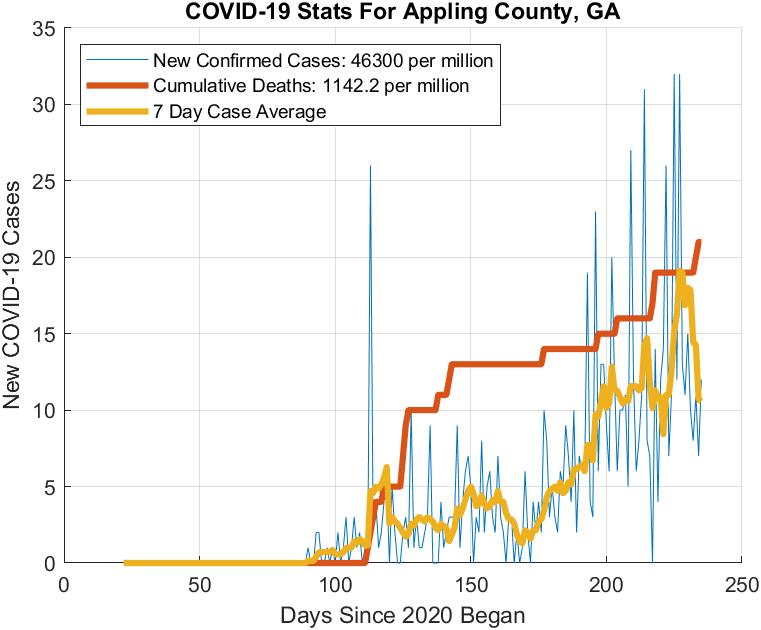 COVID-19 Stats For Appling County, GA
New Confirmed Cases: 46300 per million
Cumulative Deaths: 1142.2 per million
7 Day Case Average
New COVID-19 Cases
35
30
25
20
15
10
5
0
0 50 100 150 200 250
Days Since 2020 Began